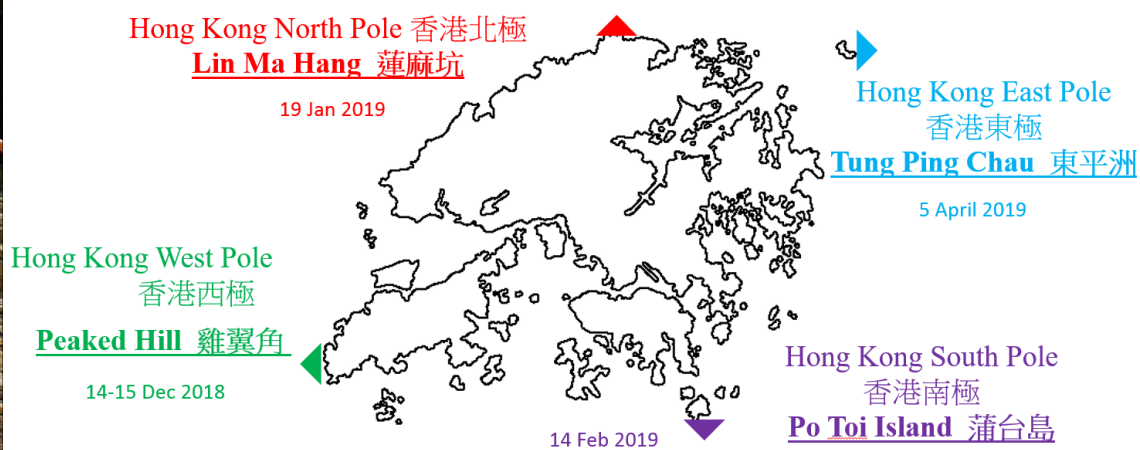 Hong Kong North Pole 香港北極
Lin Ma Hang 蓮麻坑
19 Jan 2019
Hong Kong East Pole
香港東極
Tung Ping Chau 東平洲
5 April 2019
Hong Kong West Pole
香港西極
Peaked Hill 雞翼角
14-15 Dec 2018
Hong Kong South Pole
香港南極
Po Toi Island 蒲台島
14 Feb 2019